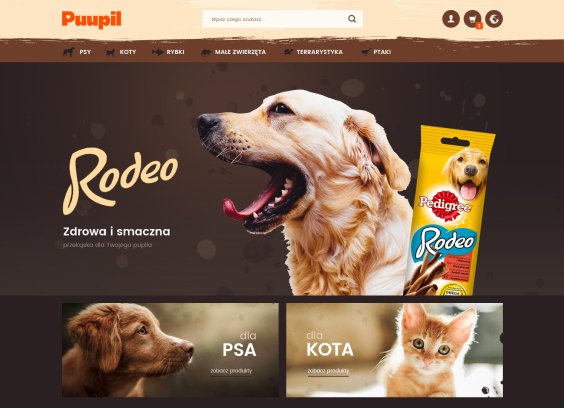 Puupil
Wpisz czego szukasz...
PSY
KOTY
RYBKI
MAŁE ZWIERZĘTA
TERRARYSTYKA
PTAKI
Rodeo
Zdrowa i smaczna
przekąska dla Twojego pupila
Pedigree
Rodeo
dla
PSA
zobacz produkty
dla
KOTA
zobacz produkty